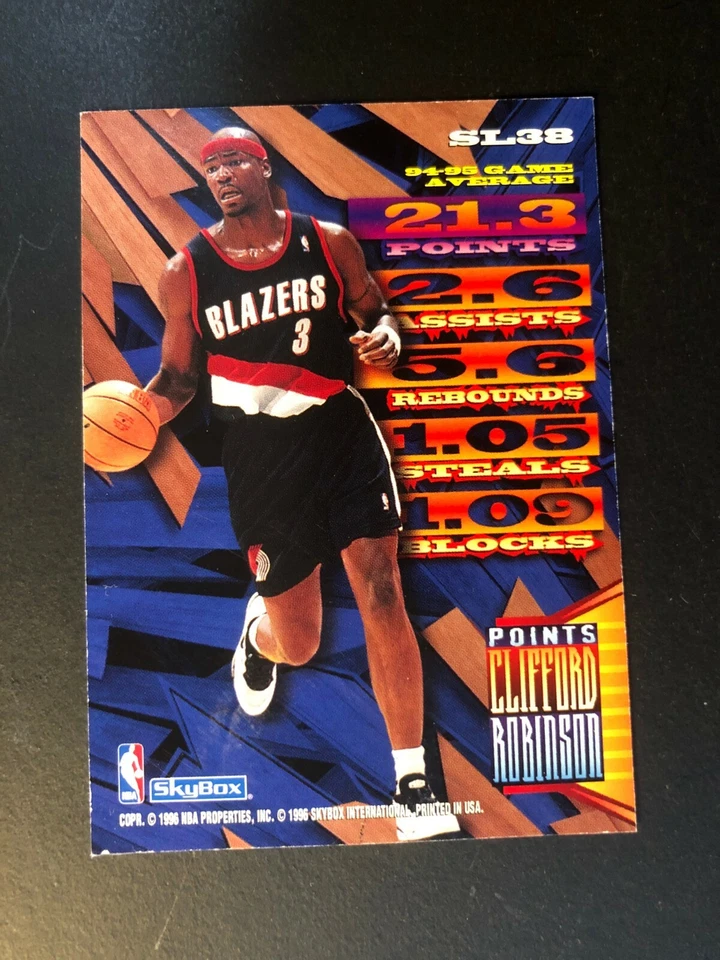 SL38
94-95 GAME
AVERAGE
21.3
POINTS
2.6
ASSISTS
5.6
REBOUNDS
1.05
STEALS
1.09
BLOCKS
BLAZERS
3
POINTS
CLIFFORD
ROBINSON
NBA
SKYBOX®
COPR. © 1996 NBA PROPERTIES, INC. © 1996 SKYBOX INTERNATIONAL. PRINTED IN USA.